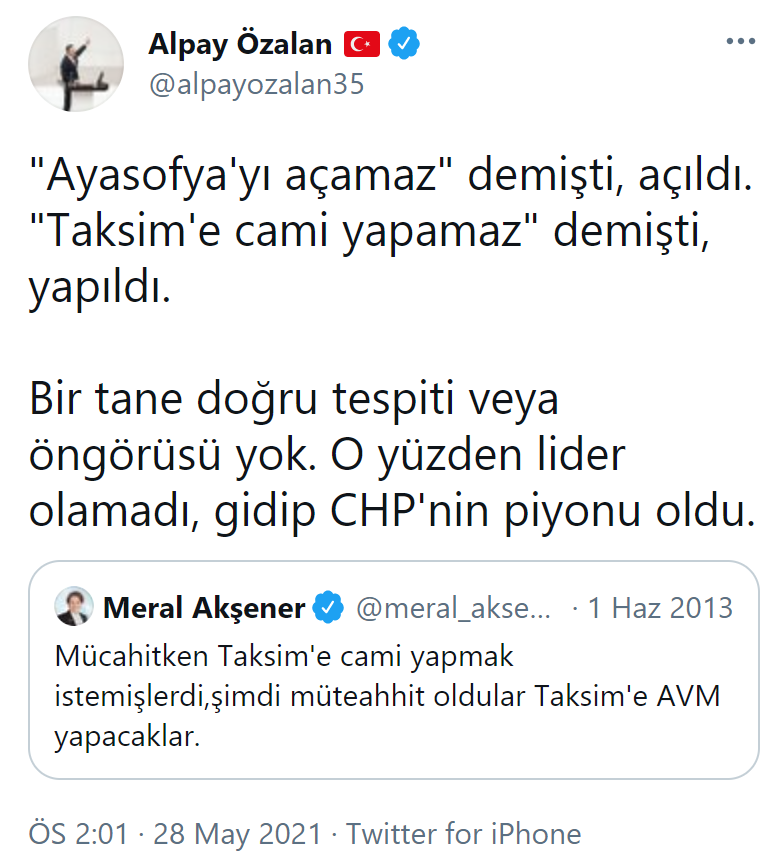 Alpay Özalan
@alpayozalan35
"Ayasofya'yı açamaz" demişti, açıldı.
"Taksim'e cami yapamaz" demişti,
yapıldı.
Bir tane doğru tespiti veya
öngörüsü yok. O yüzden lider
olamadı, gidip CHP'nin piyonu oldu.
Meral Akşener @meral_akse... · 1 Haz 2013
Mücahitken Taksim'e cami yapmak
istemişlerdi,şimdi müteahhit oldular Taksim'e AVM
yapacaklar.
ÖS 2:01 · 28 May 2021 · Twitter for iPhone